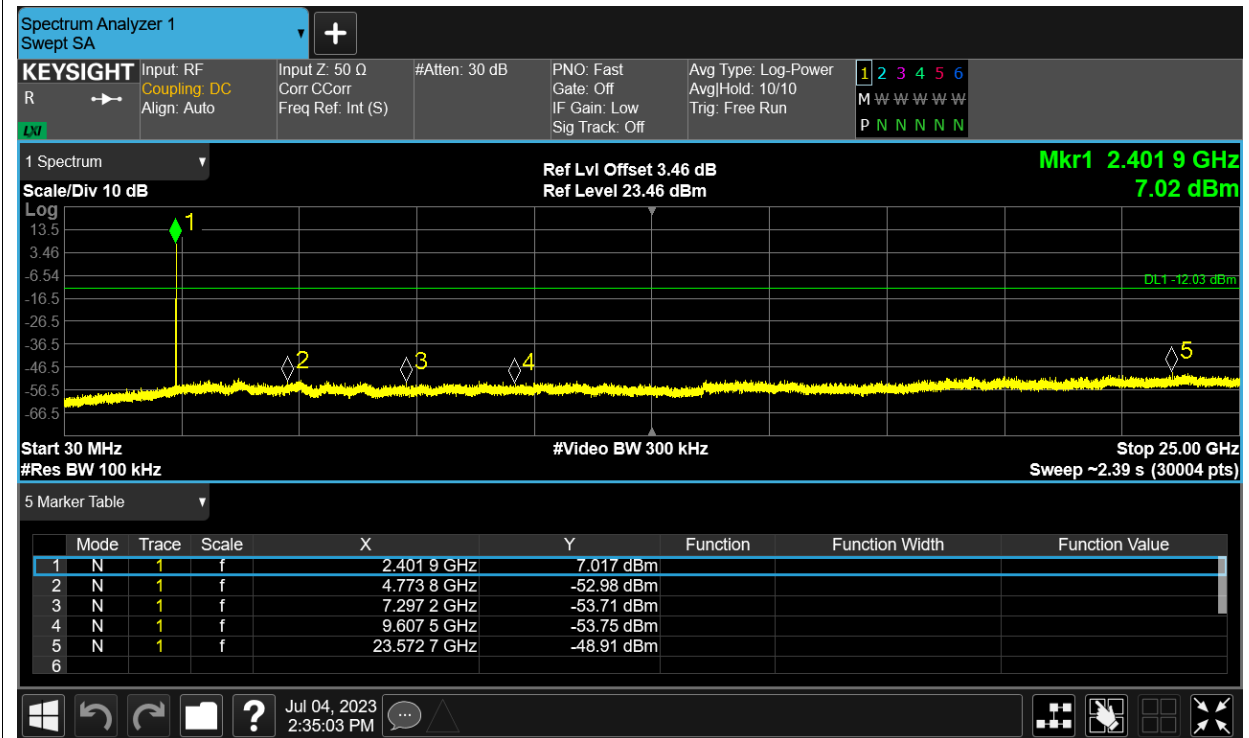 Spectrum Analyzer 1
Swept SA
KEYSIGHT
R
LXI
Input: RF
Coupling: DC
Align: Auto
Input Z: 50 Ω
Corr CCorr
Freq Ref: Int (S)
#Atten: 30 dB
PNO: Fast
Gate: Off
IF Gain: Low
Sig Track: Off
Avg Type: Log-Power
Avg|Hold: 10/10
Trig: Free Run
1 2 3 4 5 6
M W W W W W
P N N N N N
1 Spectrum
Scale/Div 10 dB
Ref Lvl Offset 3.46 dB
Ref Level 23.46 dBm
Mkr1 2.401 9 GHz
7.02 dBm
Log
13.5
3.46
-6.54
-16.5
-26.5
-36.5
-46.5
-56.5
-66.5
1
DL1 -12.03 dBm
2
3
4
5
Start 30 MHz
#Res BW 100 kHz
#Video BW 300 kHz
Stop 25.00 GHz
Sweep ~2.39 s (30004 pts)
5 Marker Table
Mode Trace Scale X Y Function Function Width Function Value
1 N 1 f 2.401 9 GHz 7.017 dBm
2 N 1 f 4.773 8 GHz -52.98 dBm
3 N 1 f 7.297 2 GHz -53.71 dBm
4 N 1 f 9.607 5 GHz -53.75 dBm
5 N 1 f 23.572 7 GHz -48.91 dBm
6
?
Jul 04, 2023
2:35:03 PM